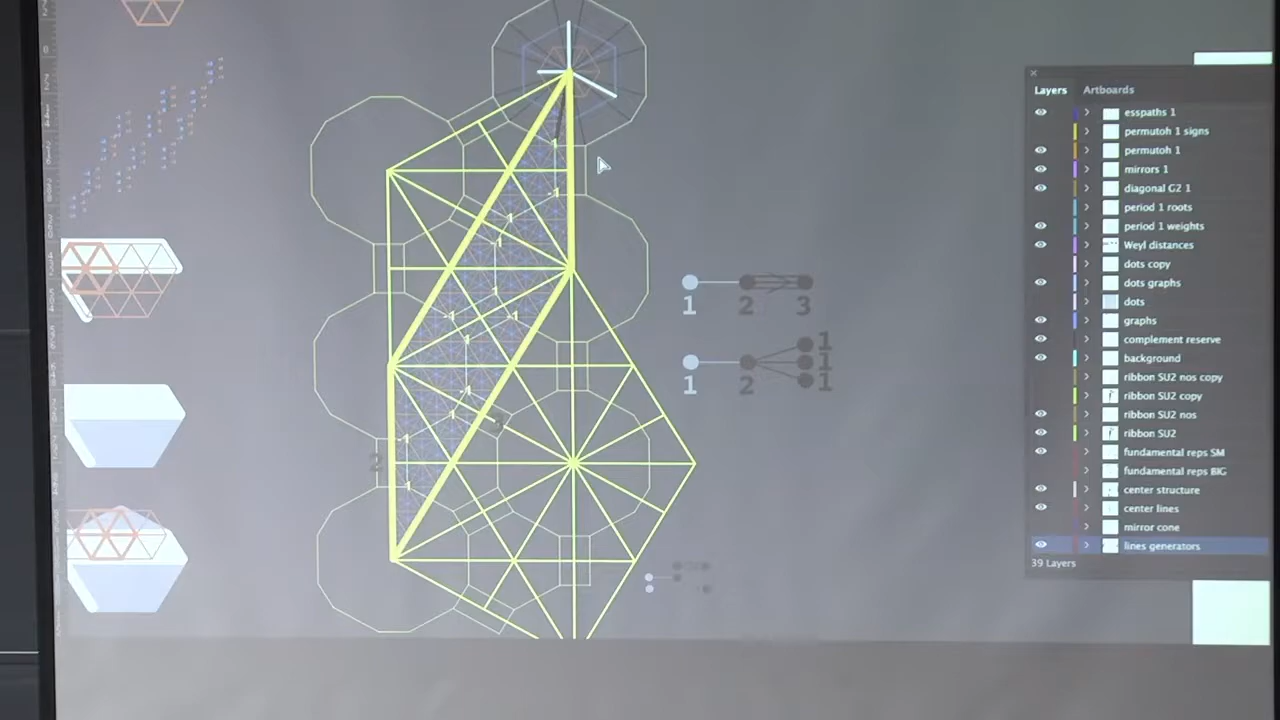 Layers Artboards
esspaths 1
permutoh 1 signs
permutoh 1
mirrors 1
diagonal G2 1
period 1 roots
period 1 weights
Weyl distances
dots copy
dots graphs
dots
graphs
complement reserve
background
ribbon SU2 nos copy
ribbon SU2 copy
ribbon SU2 nos
ribbon SU2
fundamental reps SM
fundamental reps BIG
center structure
center lines
mirror cone
lines generators
39 Layers
1 2 3
1
1
1 2 1
3
2